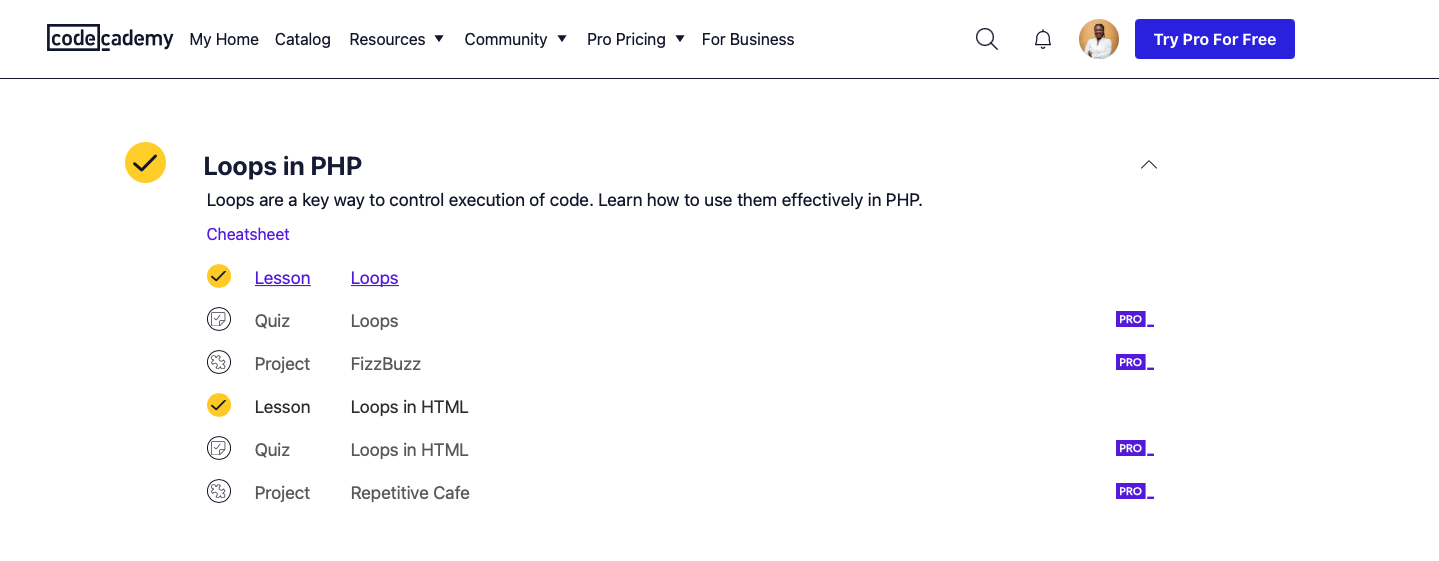 codecademy My Home Catalog Resources Community Pro Pricing For Business Try Pro For Free
Loops in PHP
Loops are a key way to control execution of code. Learn how to use them effectively in PHP.
Cheatsheet
Lesson Loops
Quiz Loops PRO
Project FizzBuzz PRO
Lesson Loops in HTML
Quiz Loops in HTML PRO
Project Repetitive Cafe PRO